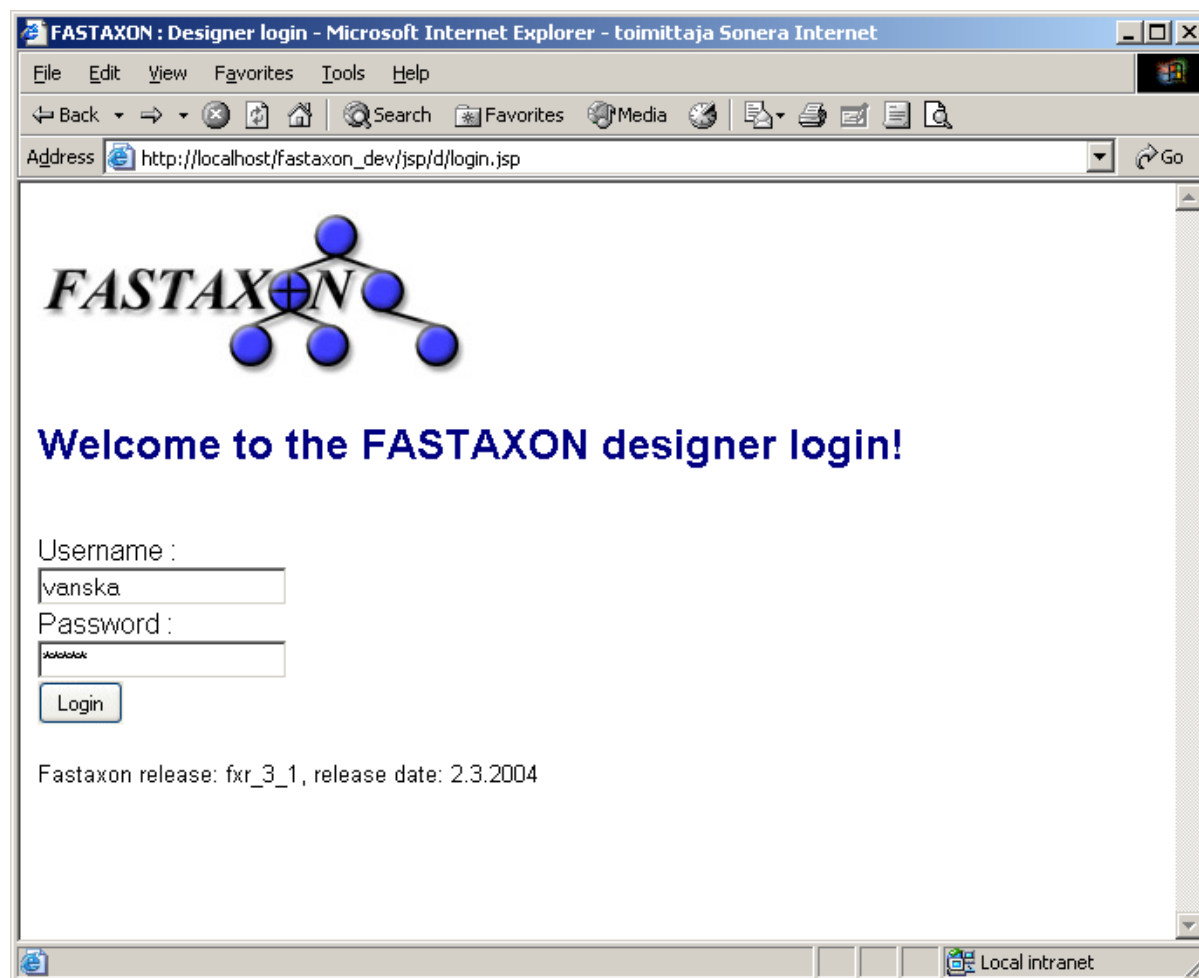 FASTAXON : Designer login - Microsoft Internet Explorer - toimittaja Sonera Internet
File Edit View Favorites Tools Help
Back Search Favorites Media
Address http://localhost/fastaxon_dev/jsp/d/login.jsp Go
FASTAXON
Welcome to the FASTAXON designer login!
Username :
vanska
Password :
******
Login
Fastaxon release: fxr_3_1, release date: 2.3.2004
Local intranet